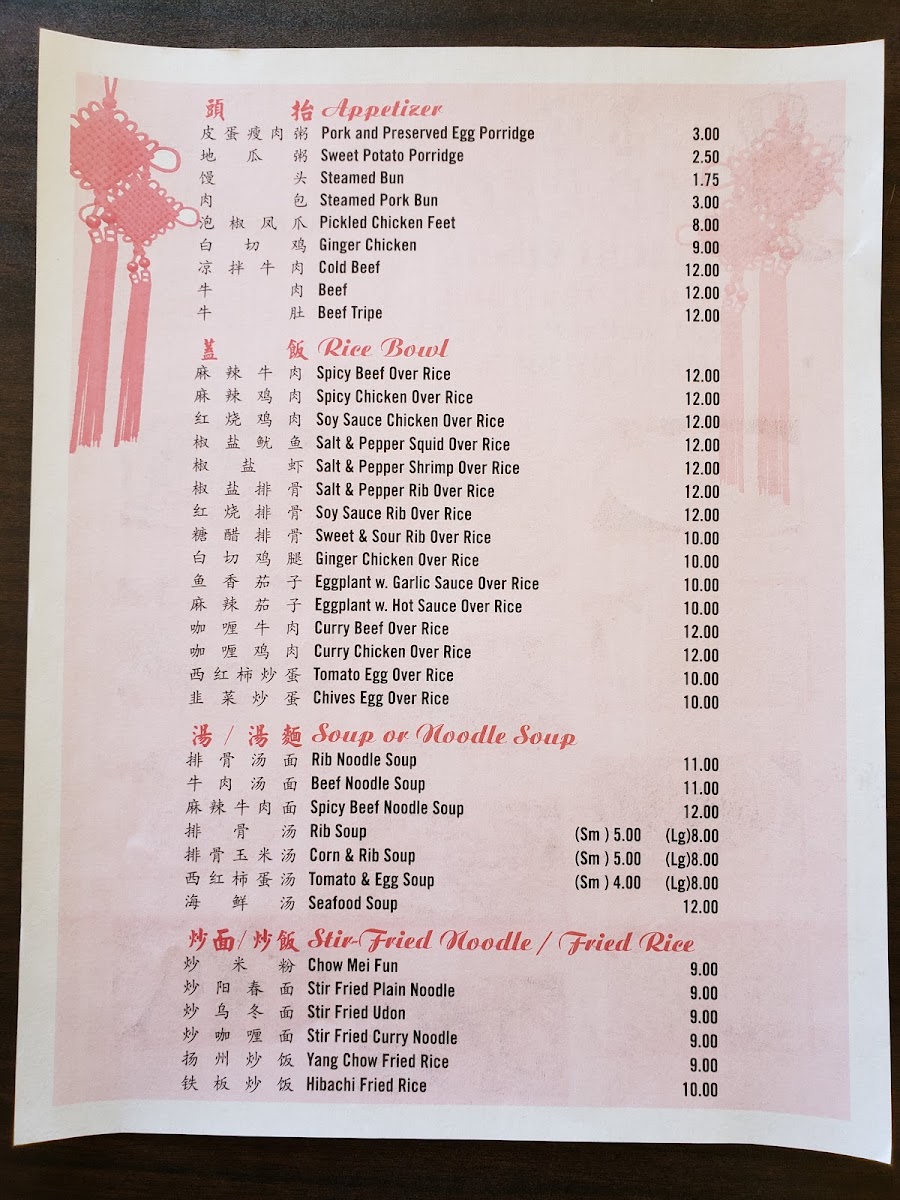 頭抬 Appetizer
皮蛋瘦肉粥 Pork and Preserved Egg Porridge 3.00
地瓜粥 Sweet Potato Porridge 2.50
馒头 Steamed Bun 1.75
肉包 Steamed Pork Bun 3.00
泡椒凤爪 Pickled Chicken Feet 8.00
白切鸡 Ginger Chicken 9.00
凉拌牛肉 Cold Beef 12.00
牛肉 Beef 12.00
牛肚 Beef Tripe 12.00
蓋飯 Rice Bowl
麻辣牛肉 Spicy Beef Over Rice 12.00
麻辣鸡肉 Spicy Chicken Over Rice 12.00
红烧鸡肉 Soy Sauce Chicken Over Rice 12.00
椒盐鱿鱼 Salt & Pepper Squid Over Rice 12.00
椒盐虾 Salt & Pepper Shrimp Over Rice 12.00
椒盐排骨 Salt & Pepper Rib Over Rice 12.00
红烧排骨 Soy Sauce Rib Over Rice 12.00
糖醋排骨 Sweet & Sour Rib Over Rice 10.00
白切鸡腿 Ginger Chicken Over Rice 10.00
鱼香茄子 Eggplant w. Garlic Sauce Over Rice 10.00
麻辣茄子 Eggplant w. Hot Sauce Over Rice 10.00
咖喱牛肉 Curry Beef Over Rice 12.00
咖喱鸡肉 Curry Chicken Over Rice 12.00
西红柿炒蛋 Tomato Egg Over Rice 10.00
韭菜炒蛋 Chives Egg Over Rice 10.00
湯/湯麵 Soup or Noodle Soup
排骨汤面 Rib Noodle Soup 11.00
牛肉汤面 Beef Noodle Soup 11.00
麻辣牛肉面 Spicy Beef Noodle Soup 12.00
排骨汤 Rib Soup (Sm ) 5.00 (Lg)8.00
排骨玉米汤 Corn & Rib Soup (Sm ) 5.00 (Lg)8.00
西红柿蛋汤 Tomato & Egg Soup (Sm ) 4.00 (Lg)8.00
海鲜汤 Seafood Soup 12.00
炒面/炒飯 Stir-Fried Noodle / Fried Rice
炒米粉 Chow Mei Fun 9.00
炒阳春面 Stir Fried Plain Noodle 9.00
炒乌冬面 Stir Fried Udon 9.00
炒咖喱面 Stir Fried Curry Noodle 9.00
扬州炒饭 Yang Chow Fried Rice 9.00
铁板炒饭 Hibachi Fried Rice 10.00